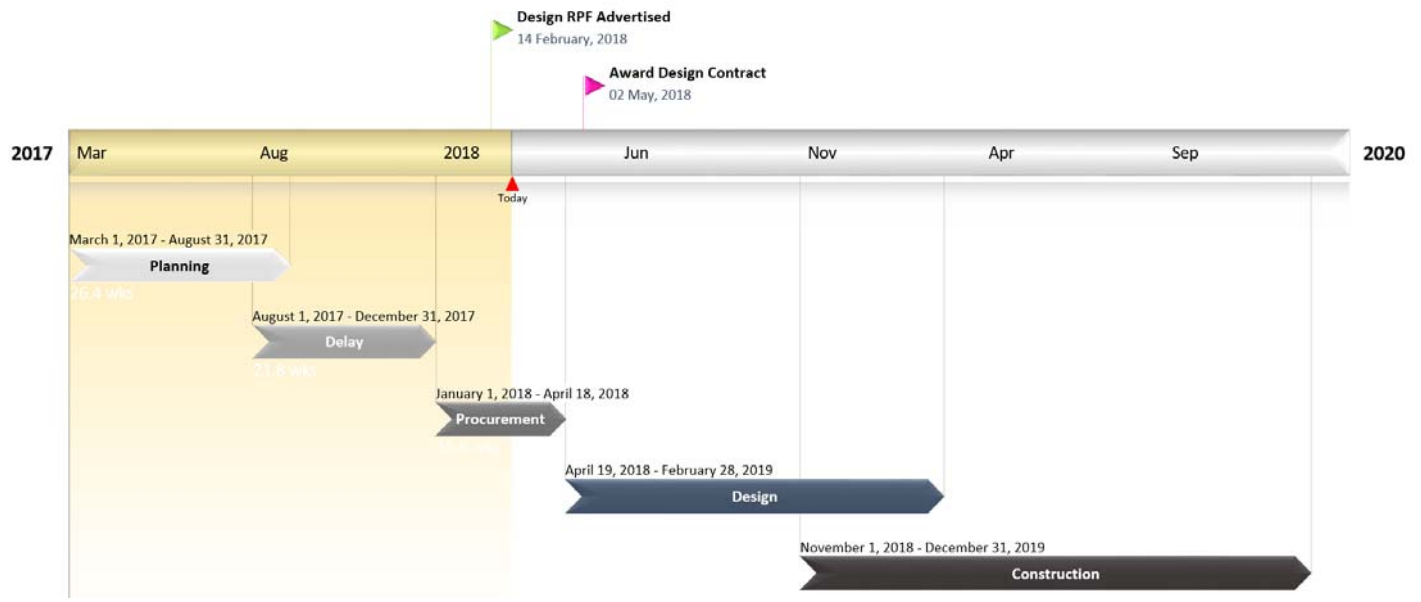 Design RPF Advertised
14 February, 2018
Award Design Contract
02 May, 2018
2017 Mar Aug 2018 Jun Nov Apr Sep 2020
Today
March 1, 2017 - August 31, 2017
Planning
26.4 wks
August 1, 2017 - December 31, 2017
Delay
21.8 wks
January 1, 2018 - April 18, 2018
Procurement
April 19, 2018 - February 28, 2019
Design
November 1, 2018 - December 31, 2019
Construction